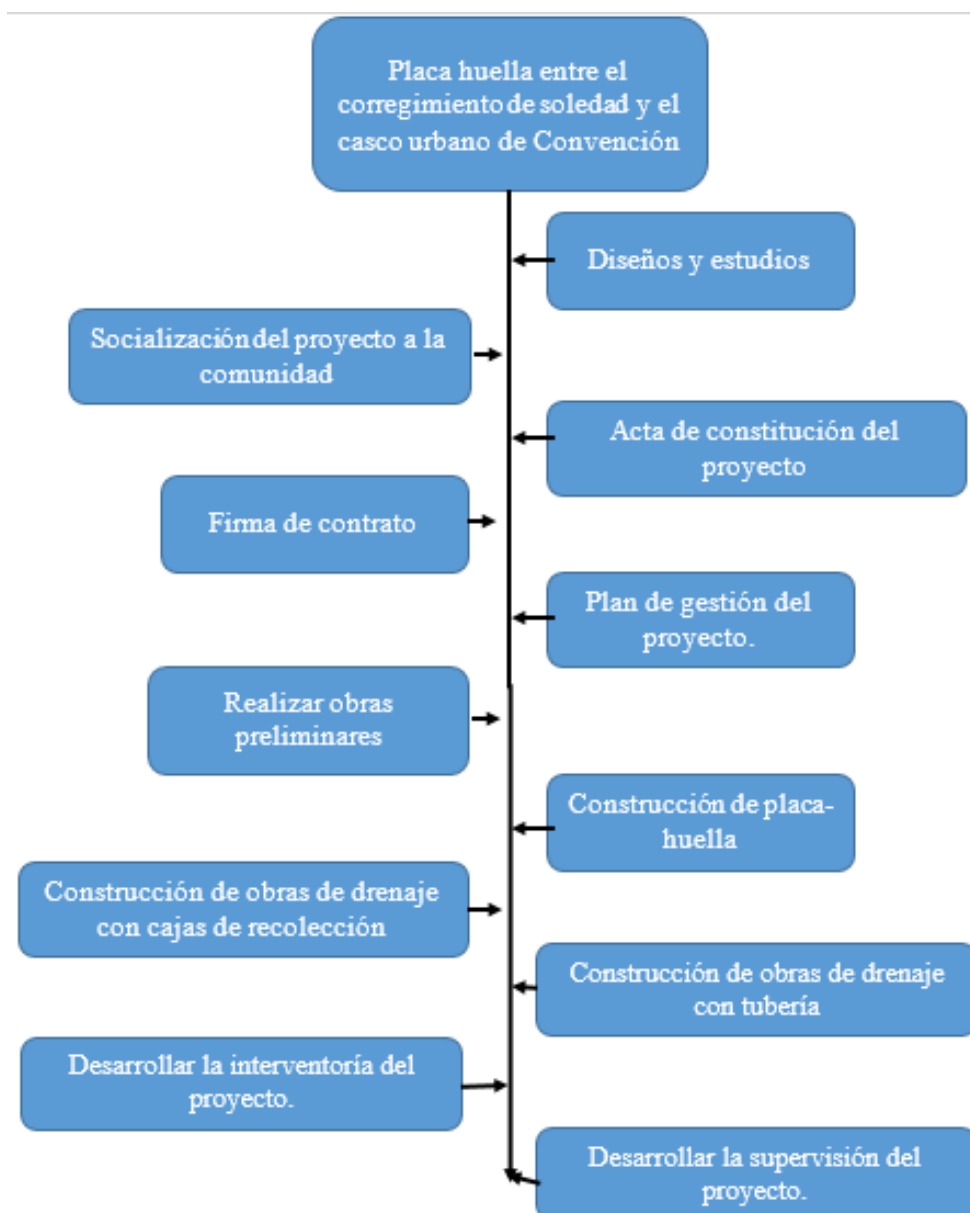 Placa huella entre el
corregimiento de soledad y el
casco urbano de Convención
Diseños y estudios
Socialización del proyecto a la
comunidad
Acta de constitución del
proyecto
Firma de contrato
Plan de gestión del
proyecto.
Realizar obras
preliminares
Construcción de placa-
huella
Construcción de obras de drenaje
con cajas de recolección
Construcción de obras de drenaje
con tubería
Desarrollar la interventoría del
proyecto.
Desarrollar la supervisión del
proyecto.